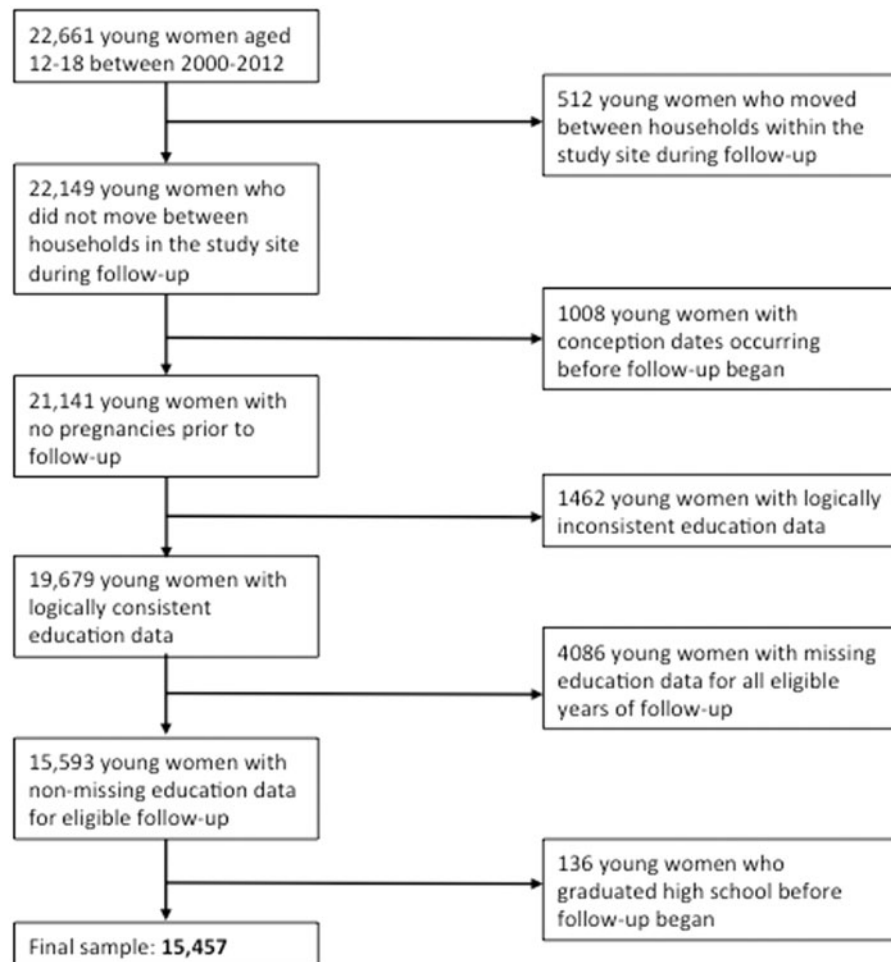 22,661 young women aged
12-18 between 2000-2012
512 young women who moved
between households within the
study site during follow-up
22,149 young women who
did not move between
households in the study site
during follow-up
1008 young women with
conception dates occurring
before follow-up began
21,141 young women with
no pregnancies prior to
follow-up
1462 young women with logically
inconsistent education data
19,679 young women with
logically consistent
education data
4086 young women with missing
education data for all eligible
years of follow-up
15,593 young women with
non-missing education data
for eligible follow-up
136 young women who
graduated high school before
follow-up began
Final sample: 15,457